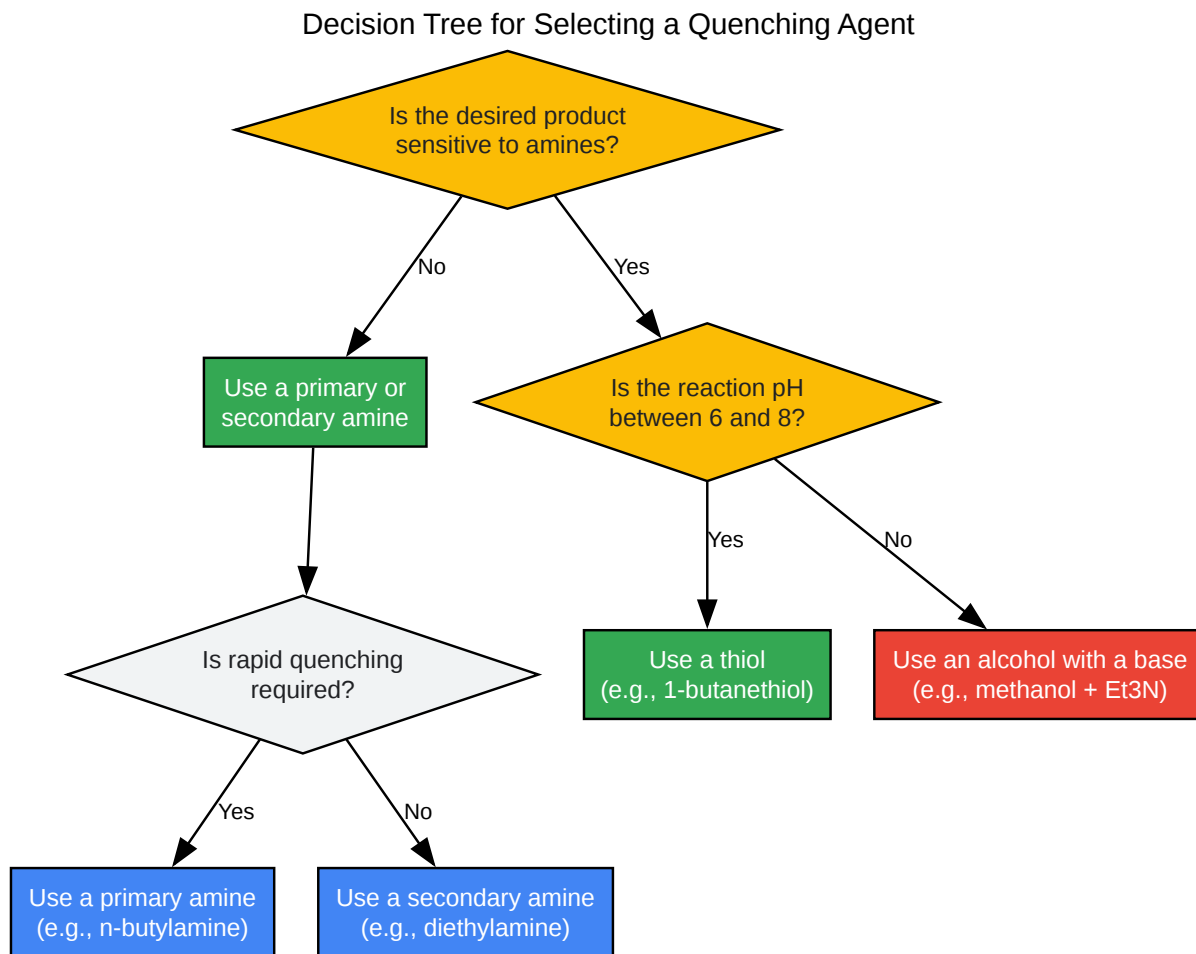 Decision Tree for Selecting a Quenching Agent
Is the desired product
sensitive to amines?
No
Yes
Use a primary or
secondary amine
Is the reaction pH
between 6 and 8?
Yes
No
Is rapid quenching
required?
Use a thiol
(e.g., 1-butanethiol)
Use an alcohol with a base
(e.g., methanol + Et3N)
Yes
No
Use a primary amine
(e.g., n-butylamine)
Use a secondary amine
(e.g., diethylamine)